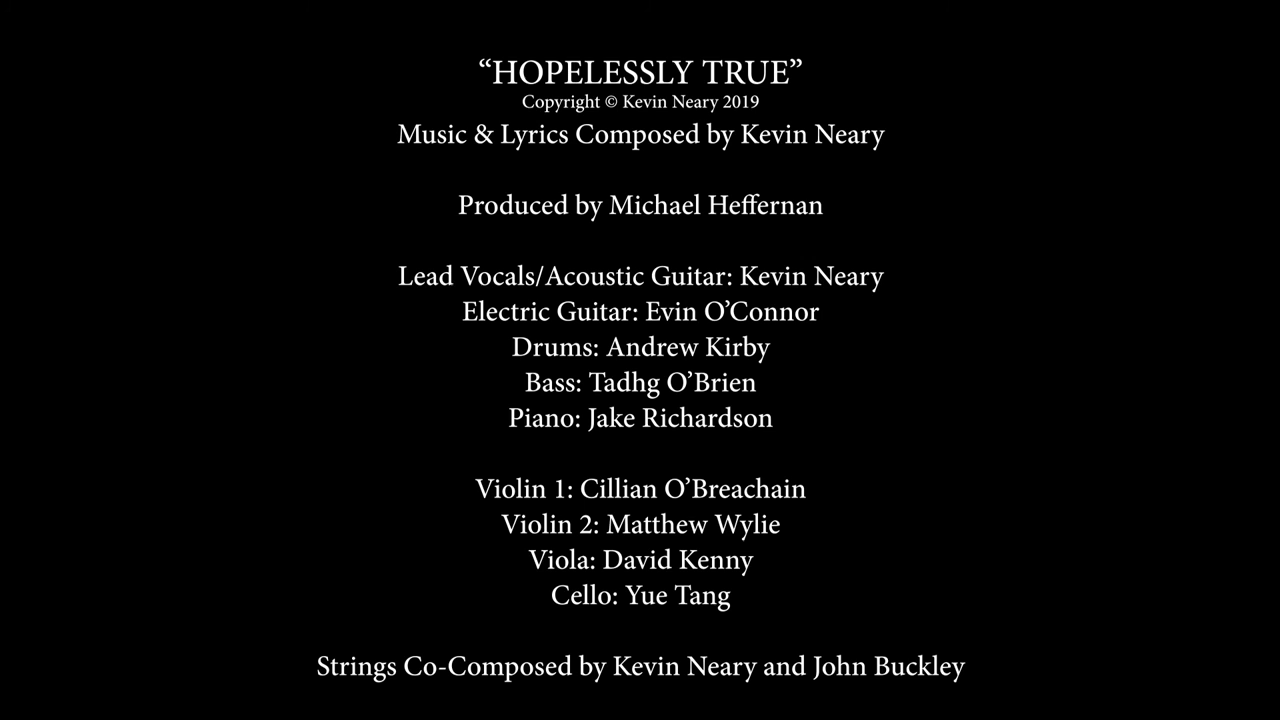 “HOPELESSLY TRUE”
Copyright © Kevin Neary 2019
Music & Lyrics Composed by Kevin Neary
Produced by Michael Heffernan
Lead Vocals/Acoustic Guitar: Kevin Neary
Electric Guitar: Evin O’Connor
Drums: Andrew Kirby
Bass: Tadhg O’Brien
Piano: Jake Richardson
Violin 1: Cillian O’Breachain
Violin 2: Matthew Wylie
Viola: David Kenny
Cello: Yue Tang
Strings Co-Composed by Kevin Neary and John Buckley